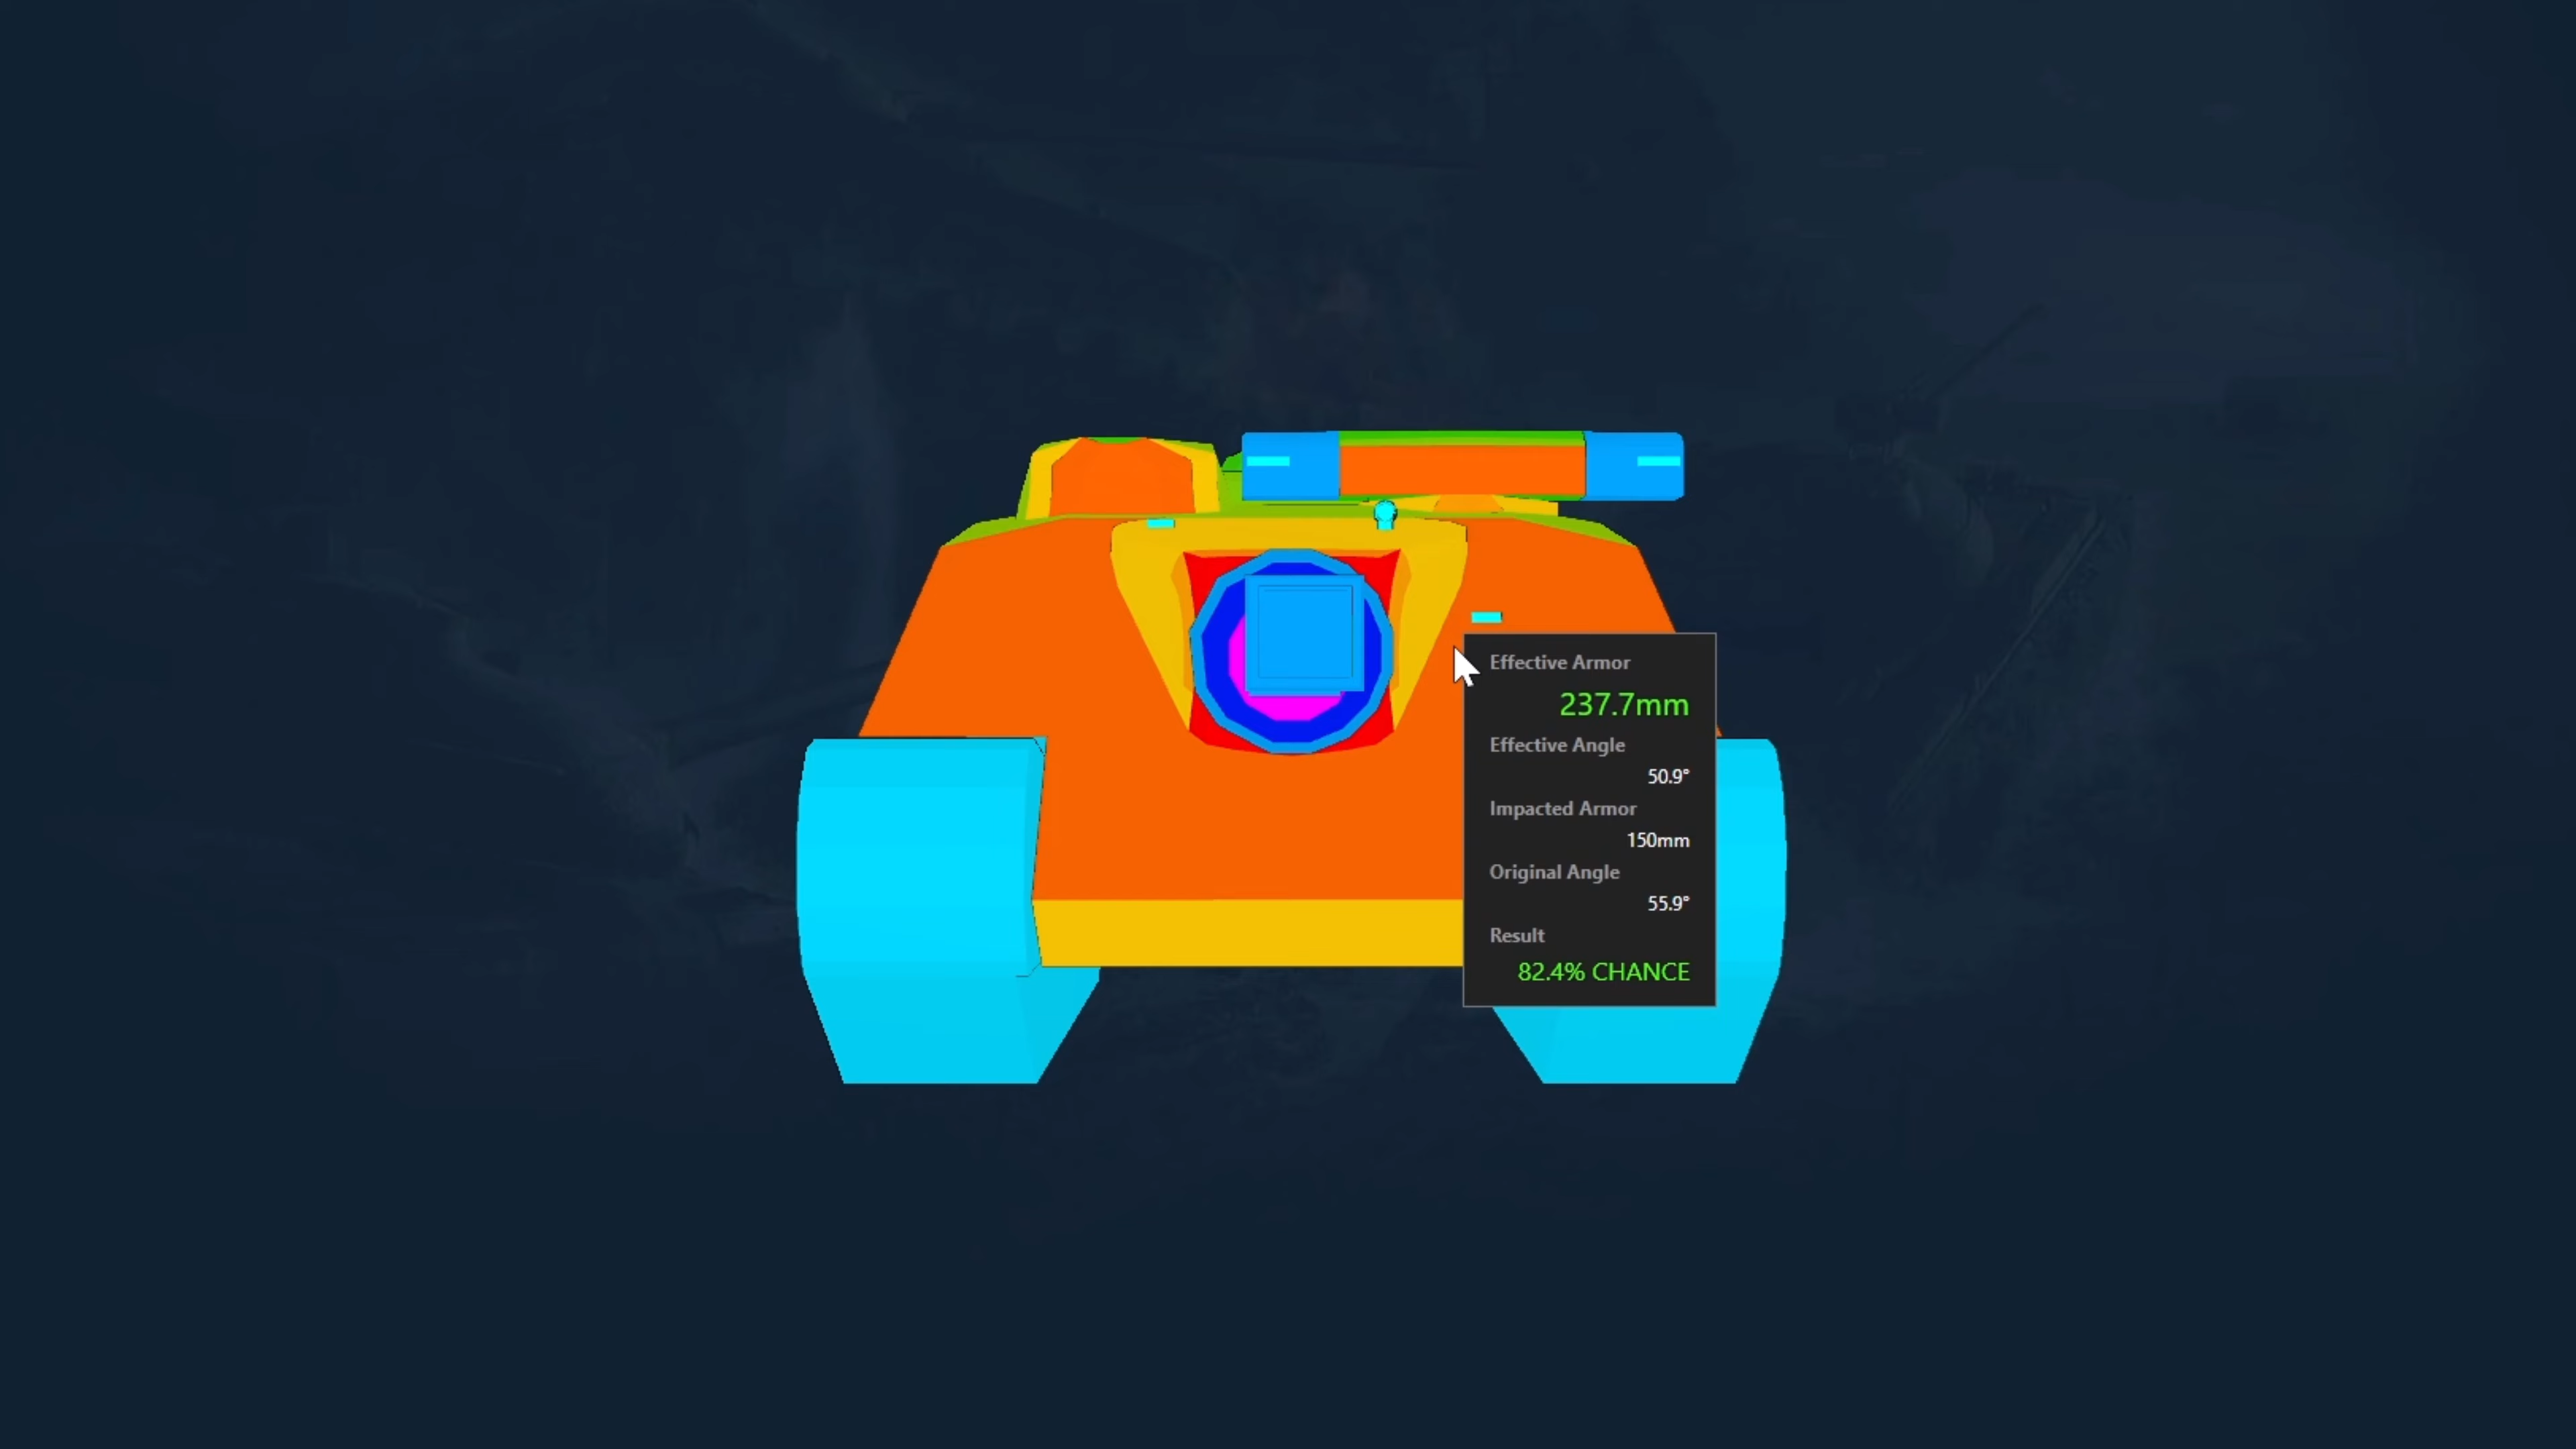 Effective Armor
237.7mm
Effective Angle
50.9°
Impacted Armor
150mm
Original Angle
55.9°
Result
82.4% CHANCE